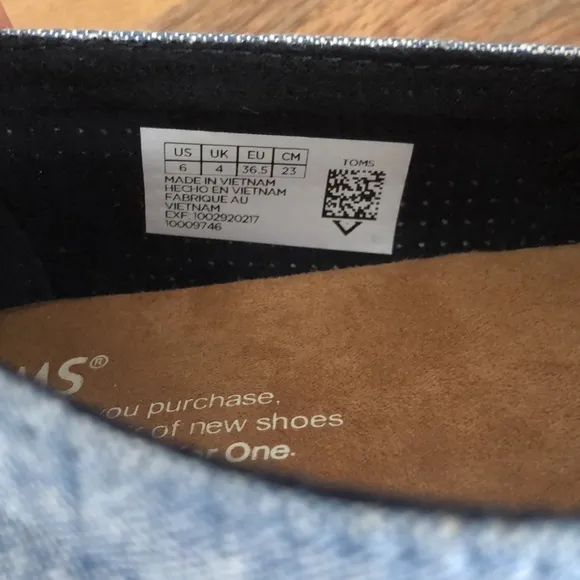 US UK EU CM
6 4 36.5 23
MADE IN VIETNAM
HECHO EN VIETNAM
FABRIQUE AU
VIETNAM
EXF: 1002920217
10009746
TOMS
®
you purchase,
of new shoes
One.